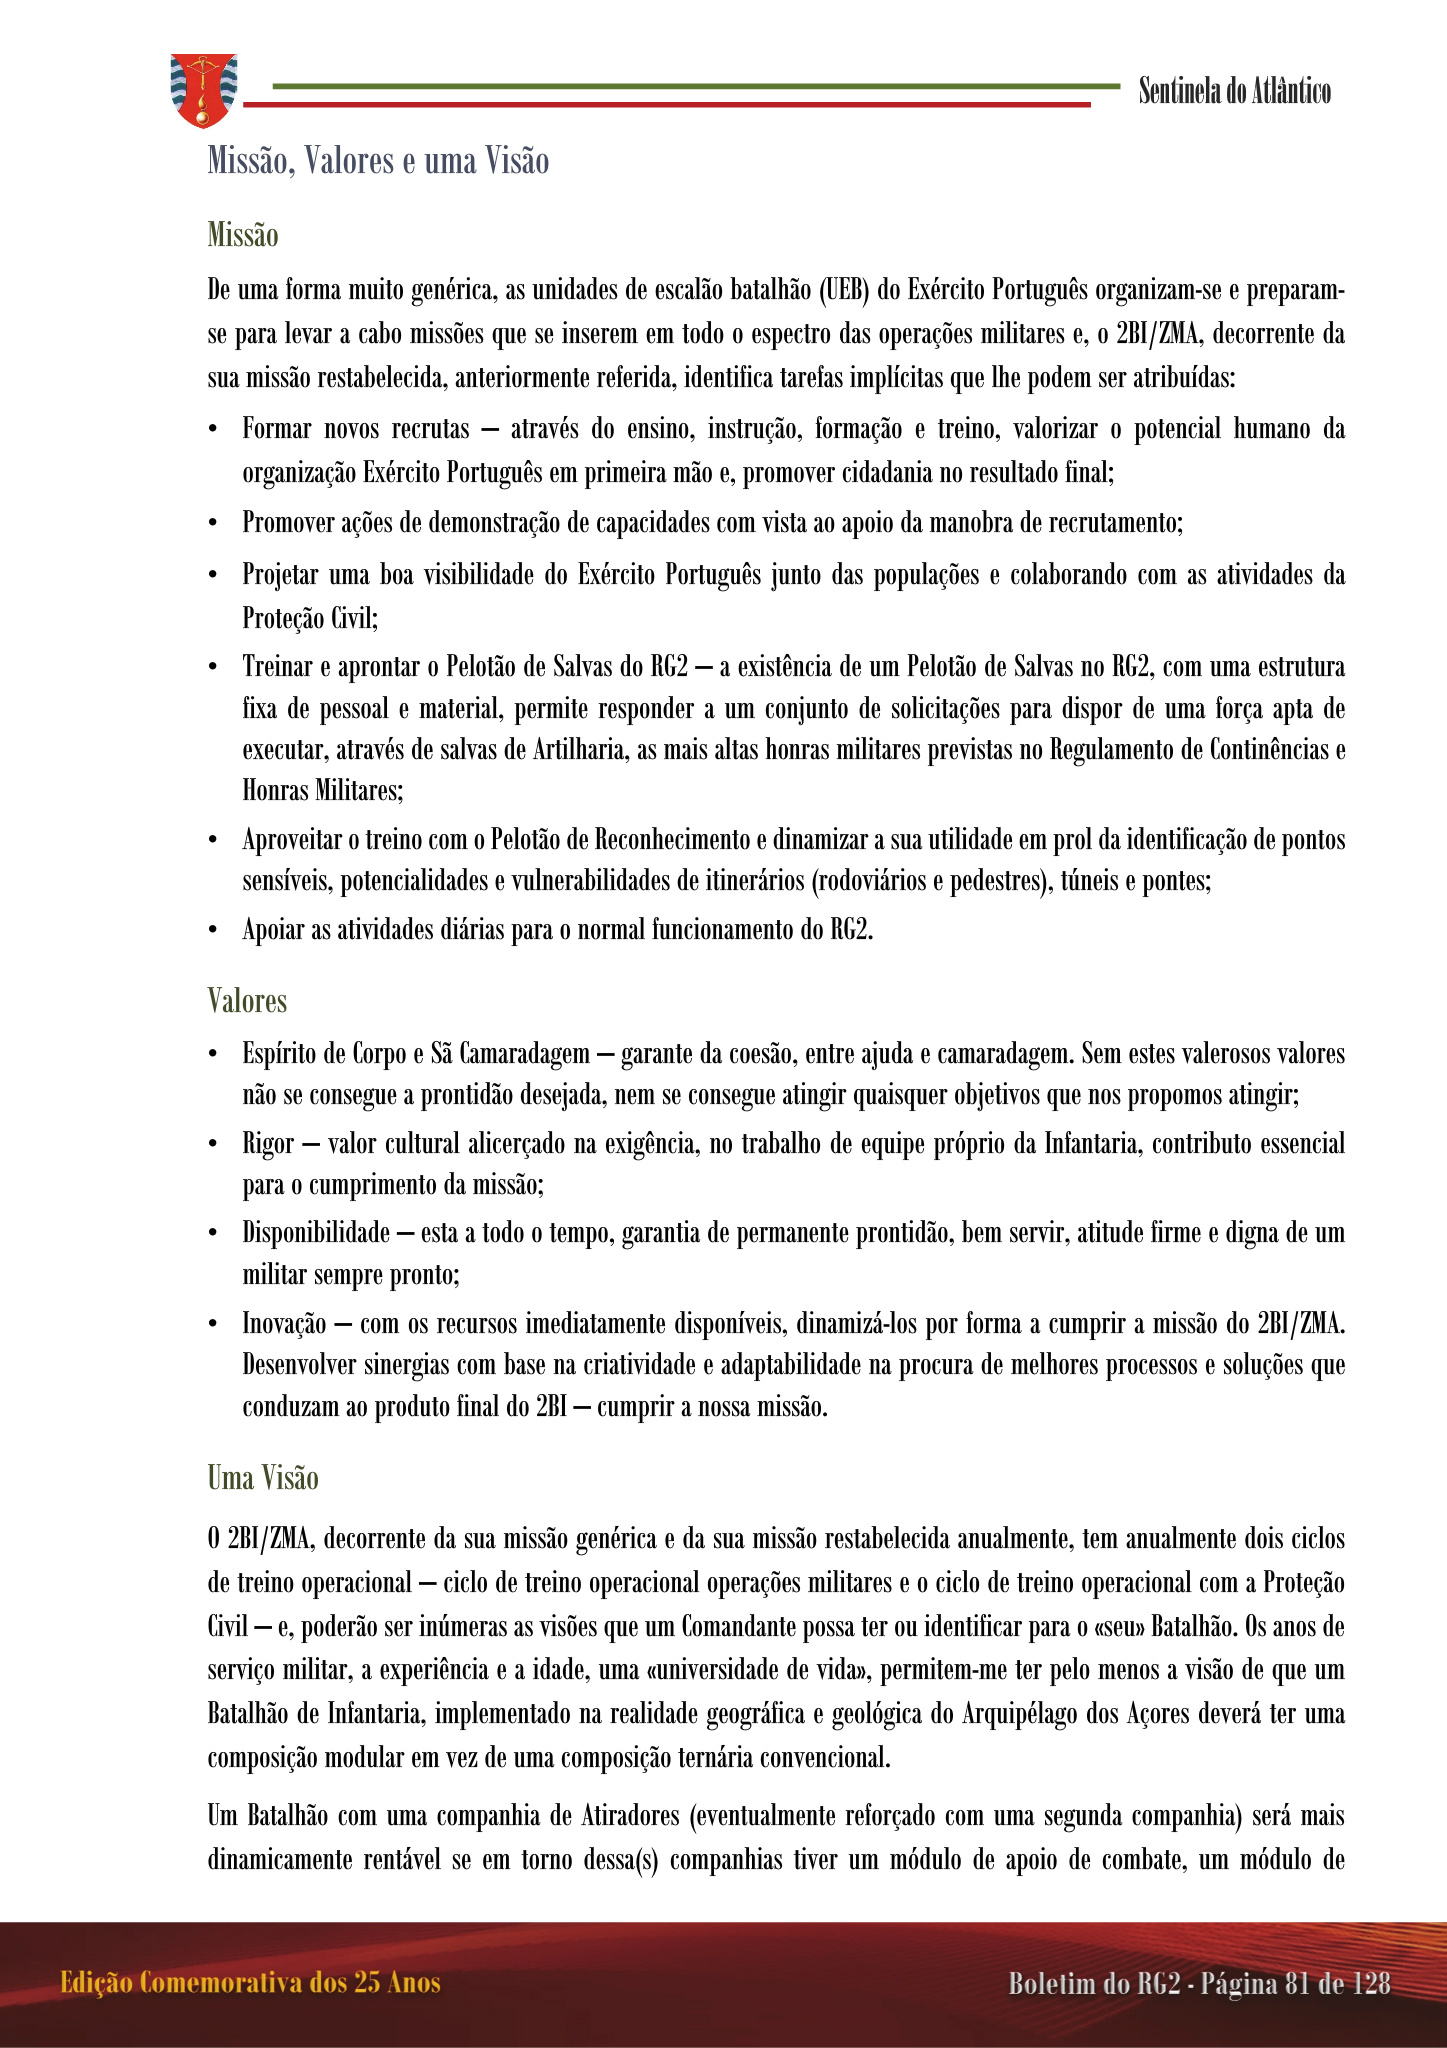 Sentinela do Atlântico
Missão, Valores e uma Visão
Missão
De uma forma muito genérica, as unidades de escalão batalhão (UEB) do Exército Português organizam-se e preparam-
se para levar a cabo missões que se inserem em todo o espectro das operações militares e, o 2BI/ZMA, decorrente da
sua missão restabelecida, anteriormente referida, identifica tarefas implícitas que lhe podem ser atribuídas:
• Formar novos recrutas – através do ensino, instrução, formação e treino, valorizar o potencial humano da
organização Exército Português em primeira mão e, promover cidadania no resultado final;
• Promover ações de demonstração de capacidades com vista ao apoio da manobra de recrutamento;
• Projetar uma boa visibilidade do Exército Português junto das populações e colaborando com as atividades da
Proteção Civil;
• Treinar e aprontar o Pelotão de Salvas do RG2 – a existência de um Pelotão de Salvas no RG2, com uma estrutura
fixa de pessoal e material, permite responder a um conjunto de solicitações para dispor de uma força apta de
executar, através de salvas de Artilharia, as mais altas honras militares previstas no Regulamento de Continências e
Honras Militares;
• Aproveitar o treino com o Pelotão de Reconhecimento e dinamizar a sua utilidade em prol da identificação de pontos
sensíveis, potencialidades e vulnerabilidades de itinerários (rodoviários e pedestres), túneis e pontes;
• Apoiar as atividades diárias para o normal funcionamento do RG2.
Valores
• Espírito de Corpo e Sã Camaradagem – garante da coesão, entre ajuda e camaradagem. Sem estes valerosos valores
não se consegue a prontidão desejada, nem se consegue atingir quaisquer objetivos que nos propomos atingir;
• Rigor – valor cultural alicerçado na exigência, no trabalho de equipe próprio da Infantaria, contributo essencial
para o cumprimento da missão;
• Disponibilidade – esta a todo o tempo, garantia de permanente prontidão, bem servir, atitude firme e digna de um
militar sempre pronto;
• Inovação – com os recursos imediatamente disponíveis, dinamizá-los por forma a cumprir a missão do 2BI/ZMA.
Desenvolver sinergias com base na criatividade e adaptabilidade na procura de melhores processos e soluções que
conduzam ao produto final do 2BI – cumprir a nossa missão.
Uma Visão
O 2BI/ZMA, decorrente da sua missão genérica e da sua missão restabelecida anualmente, tem anualmente dois ciclos
de treino operacional – ciclo de treino operacional operações militares e o ciclo de treino operacional com a Proteção
Civil – e, poderão ser inúmeras as visões que um Comandante possa ter ou identificar para o «seu» Batalhão. Os anos de
serviço militar, a experiência e a idade, uma «universidade de vida», permitem-me ter pelo menos a visão de que um
Batalhão de Infantaria, implementado na realidade geográfica e geológica do Arquipélago dos Açores deverá ter uma
composição modular em vez de uma composição ternária convencional.
Um Batalhão com uma companhia de Atiradores (eventualmente reforçado com uma segunda companhia) será mais
dinamicamente rentável se em torno dessa(s) companhias tiver um módulo de apoio de combate, um módulo de
Edição Comemorativa dos 25 Anos
Boletim do RG2 - Página 81 de 128